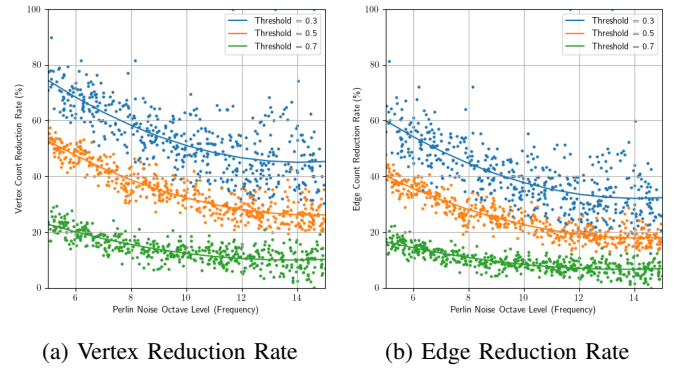 Vertex Count Reduction Rate (%)
100
80
60
40
20
0
6
8
10
12
14
Perlin Noise Octave Level (Frequency)
Threshold = 0.3
Threshold = 0.5
Threshold = 0.7
(a) Vertex Reduction Rate
Edge Count Reduction Rate (%)
100
80
60
40
20
0
6
8
10
12
14
Perlin Noise Octave Level (Frequency)
Threshold = 0.3
Threshold = 0.5
Threshold = 0.7
(b) Edge Reduction Rate